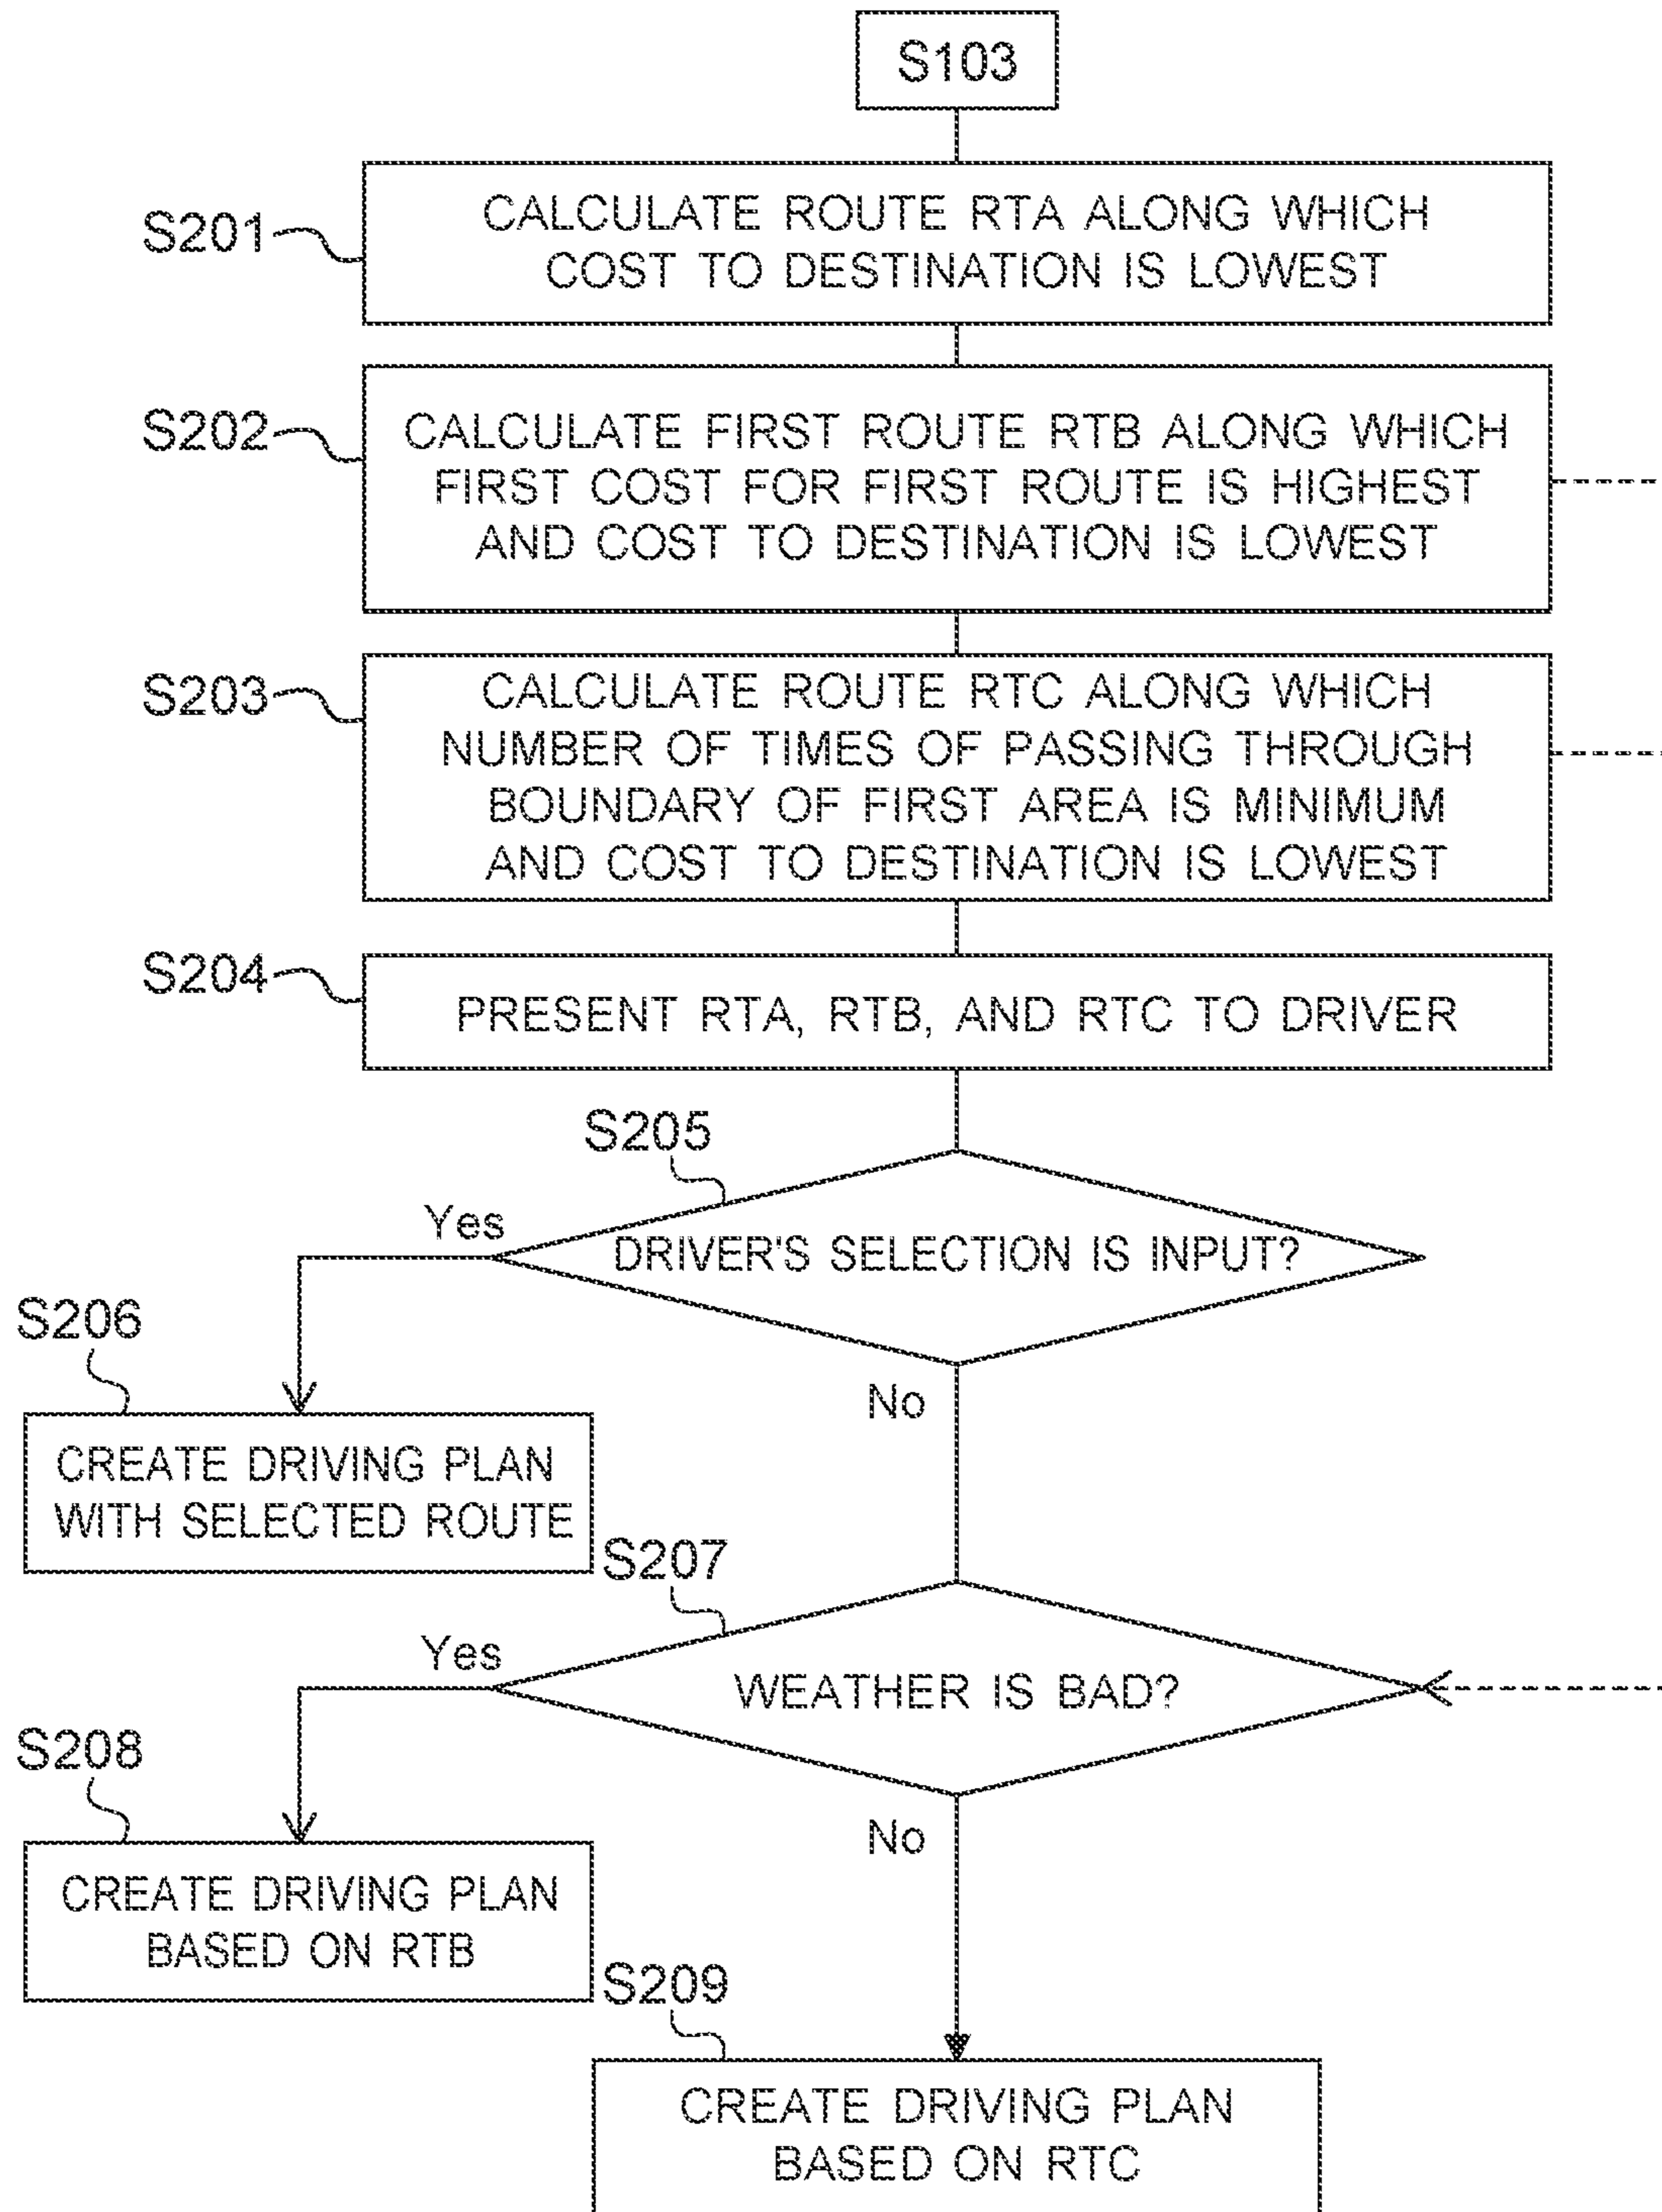 S103
S201
CALCULATE ROUTE RTA ALONG WHICH
COST TO DESTINATION IS LOWEST
S202
CALCULATE FIRST ROUTE RTB ALONG WHICH
FIRST COST FOR FIRST ROUTE IS HIGHEST
AND COST TO DESTINATION IS LOWEST
S203
CALCULATE ROUTE RTC ALONG WHICH
NUMBER OF TIMES OF PASSING THROUGH
BOUNDARY OF FIRST AREA IS MINIMUM
AND COST TO DESTINATION IS LOWEST
S204
PRESENT RTA, RTB, AND RTC TO DRIVER
S205
Yes
DRIVER'S SELECTION IS INPUT?
No
S206
CREATE DRIVING PLAN
WITH SELECTED ROUTE
S207
Yes
WEATHER IS BAD?
No
S208
CREATE DRIVING PLAN
BASED ON RTB
S209
CREATE DRIVING PLAN
BASED ON RTC